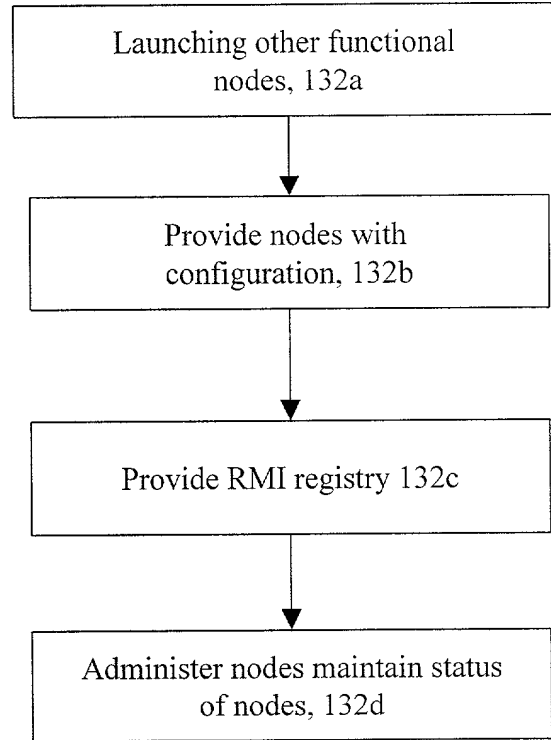 Launching other functional
nodes, 132a
Provide nodes with
configuration, 132b
Provide RMI registry 132c
Administer nodes maintain status
of nodes, 132d